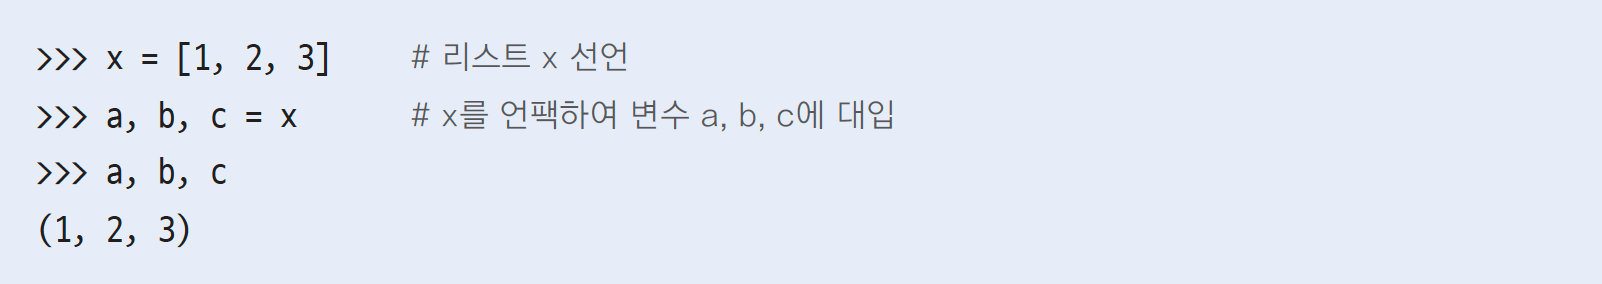 >>> x = [1, 2, 3] # 리스트 x 선언
>>> a, b, c = x # x를 언팩하여 변수 a, b, c에 대입
>>> a, b, c
(1, 2, 3)